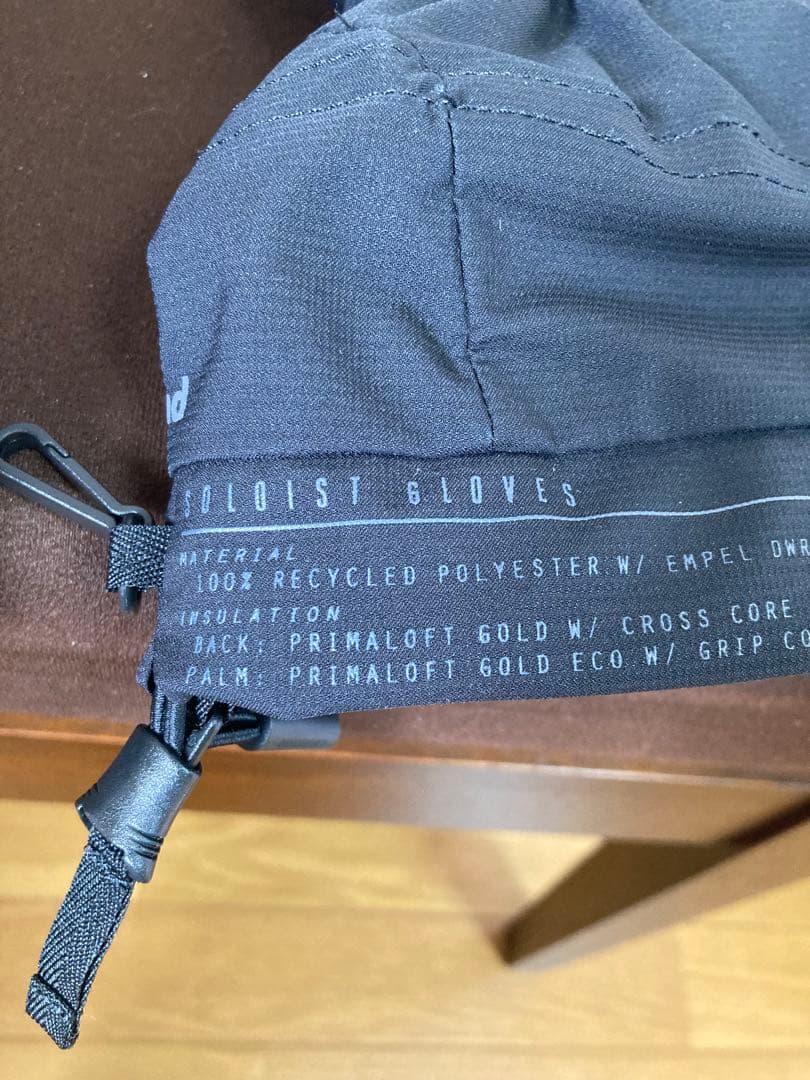 SOLOIST GLOVES
MATERIAL
100% RECYCLED POLYESTER W/ EMPEL DWR
INSULATION
BACK: PRIMALOFT GOLD W/ CROSS CORE
PALM: PRIMALOFT GOLD ECO W/ GRIP